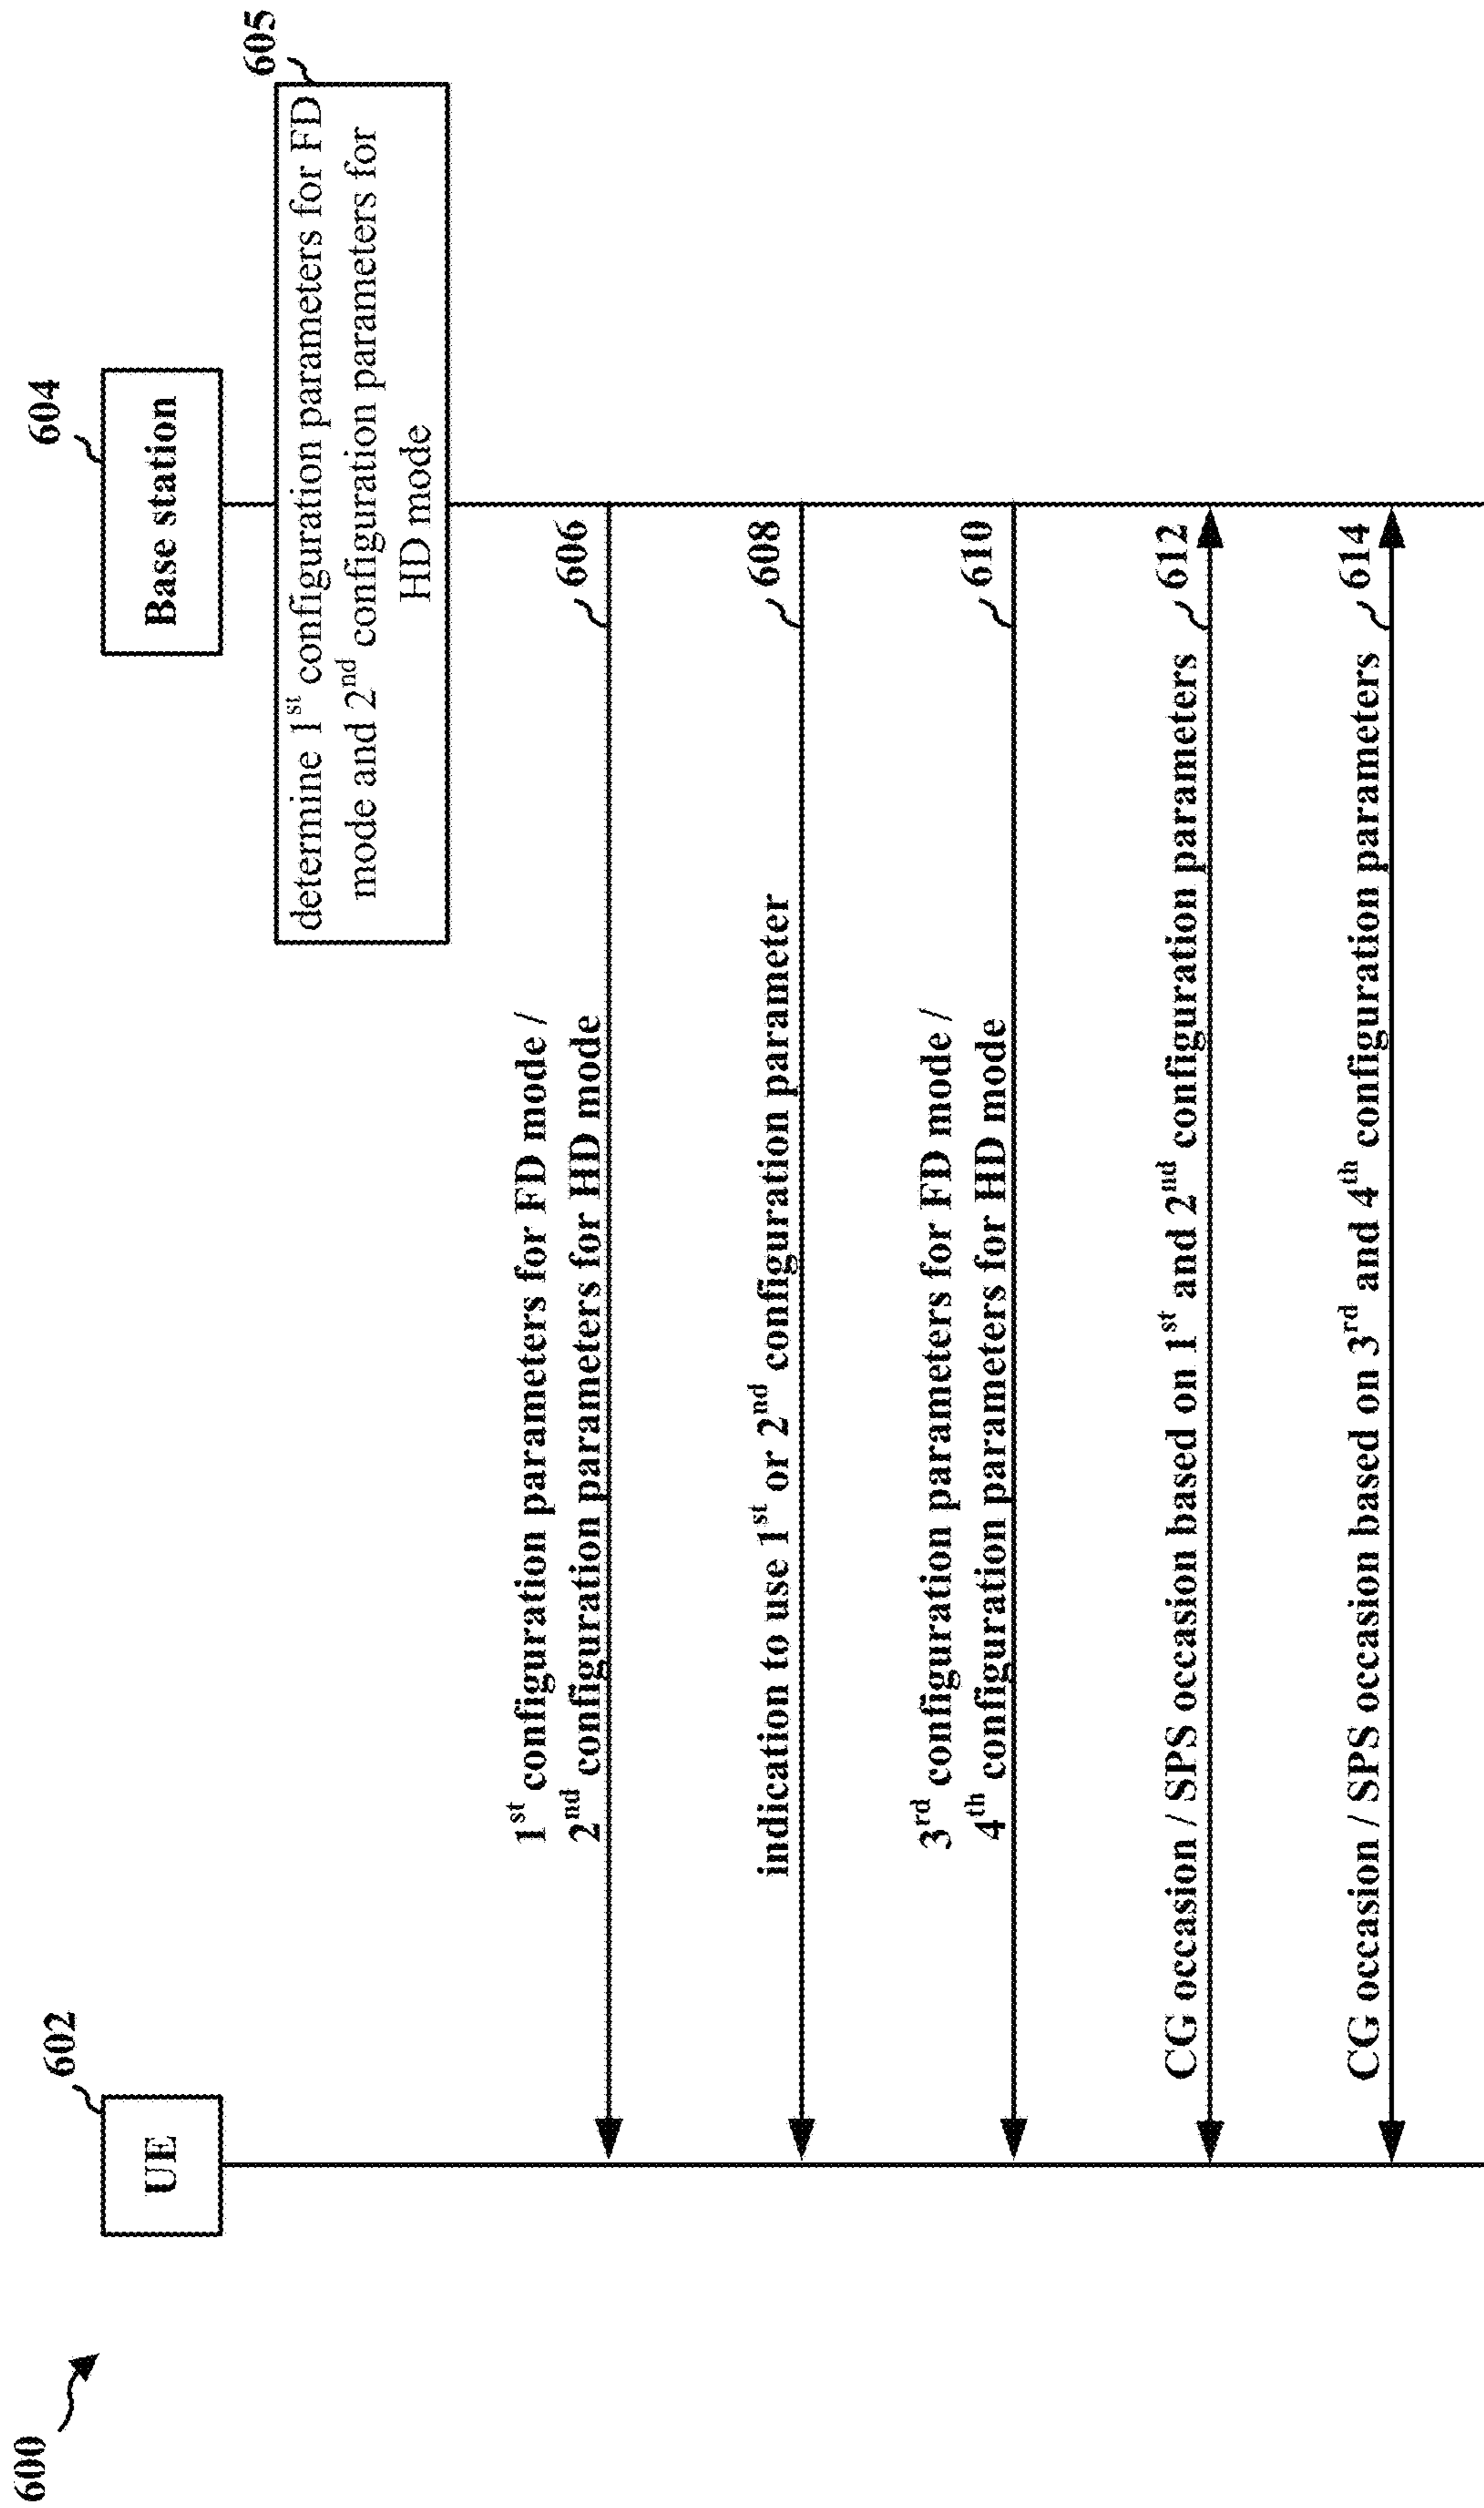 600
602
UE
604
Base station
605
determine 1st configuration parameters for FD
mode and 2nd configuration parameters for
HD mode
1st configuration parameters for FD mode /
2nd configuration parameters for HD mode
606
indication to use 1st or 2nd configuration parameter
608
3rd configuration parameters for FD mode /
4th configuration parameters for HD mode
610
CG occasion / SPS occasion based on 1st and 2nd configuration parameters
612
CG occasion / SPS occasion based on 3rd and 4th configuration parameters
614